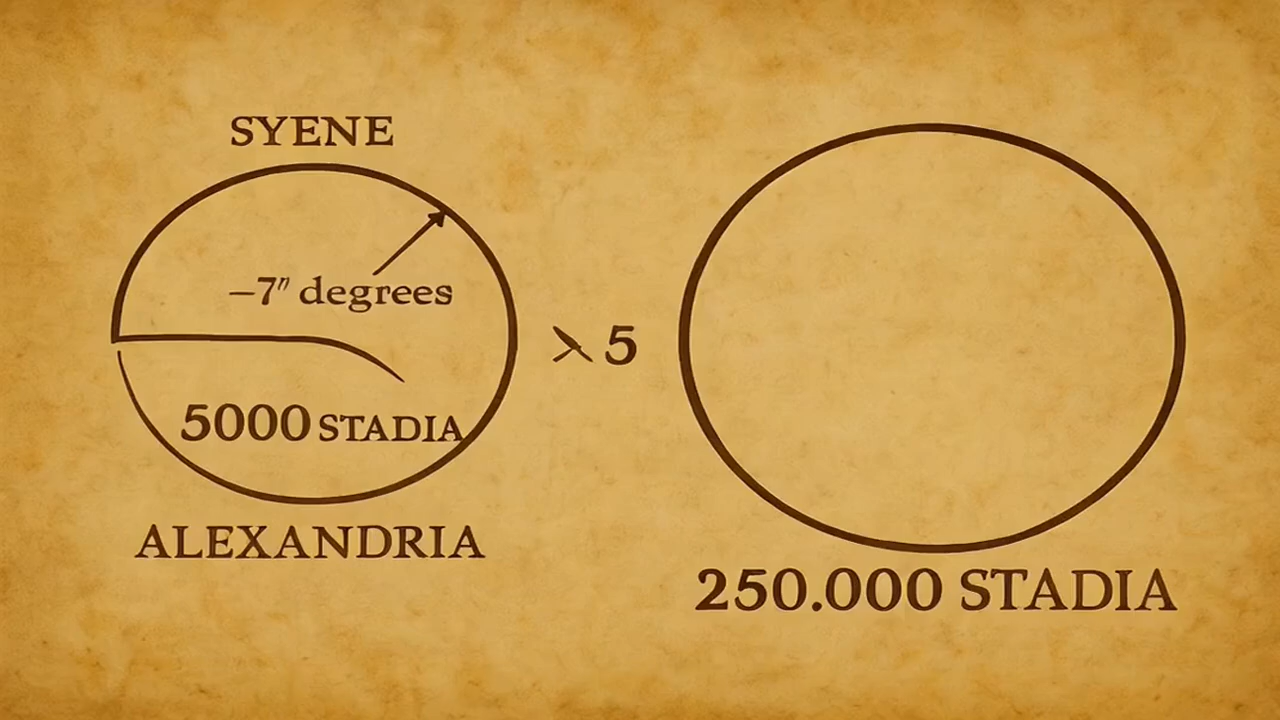 SYENE
–7″ degrees
5000 STADIA
ALEXANDRIA
× 5
250.000 STADIA